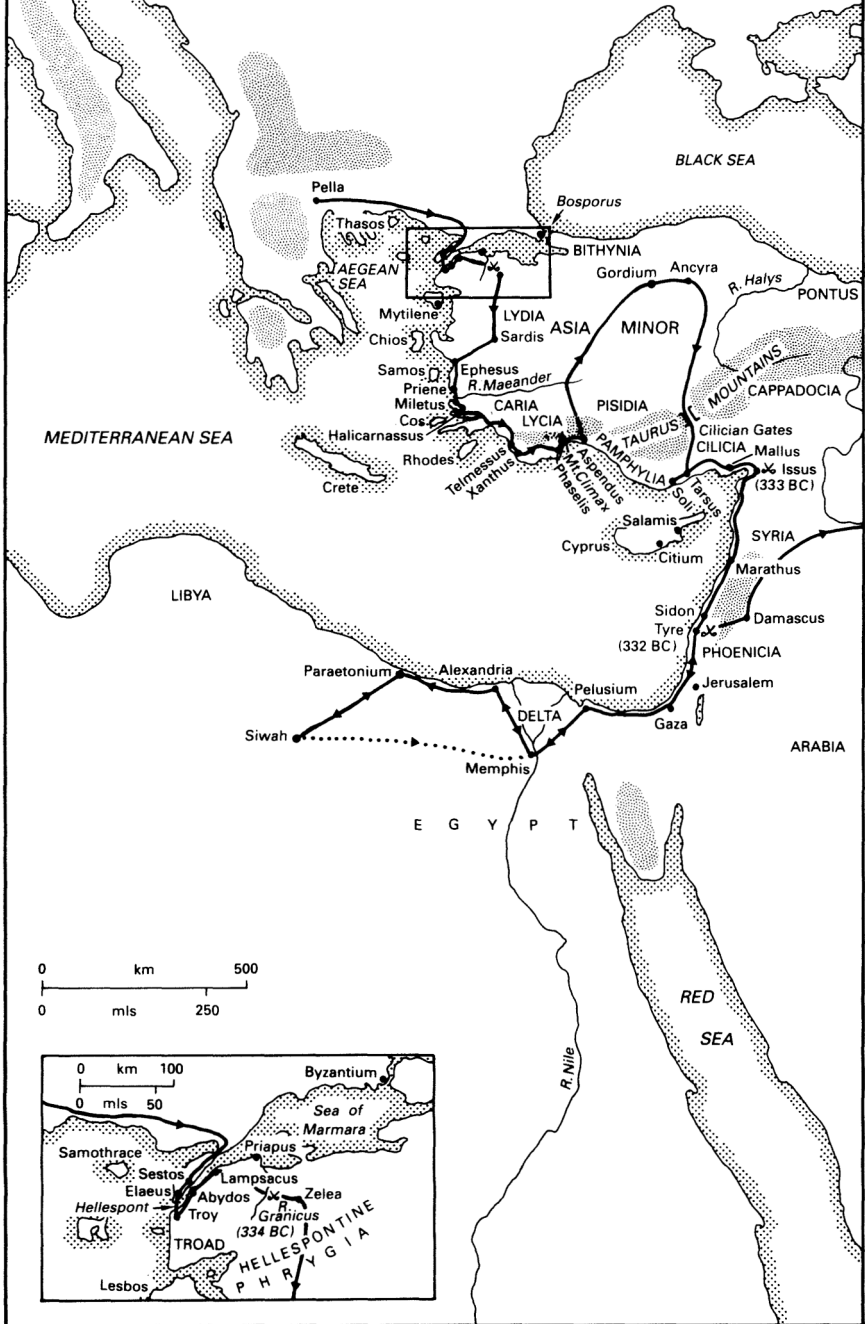 BLACK SEA
Pella
Bosporus
Thasos
BITHYNIA
AEGEAN
SEA
Gordium
Ancyra
R. Halys
PONTUS
Mytilene
LYDIA
ASIA
MINOR
Chios
Sardis
MOUNTAINS
Samos
Ephesus
R. Maeander
CAPPADOCIA
Priene
Miletus
CARIA
PISIDIA
TAURUS
Cos
LYCIA
Cilician Gates
MEDITERRANEAN SEA
Halicarnassus
PAMPHYLIA
CILICIA
Mallus
Rhodes
Telmessus
Xanthus
Aspendus
Mt. Climax
Phaselis
Soli
Tarsus
Issus
(333 BC)
Crete
Salamis
SYRIA
Cyprus
Citium
Marathus
LIBYA
Sidon
Damascus
Tyre
(332 BC)
PHOENICIA
Paraetonium
Alexandria
Pelusium
Jerusalem
DELTA
Gaza
Siwah
ARABIA
Memphis
E G Y P T
0 km 500
0 mls 250
RED
SEA
R. Nile
0 km 100
0 mls 50
Byzantium
Sea of
Marmara
Samothrace
Priapus
Sestos
Lampsacus
Elaeus
Abydos
Zelea
Hellespont
Troy
R.
Granicus
(334 BC)
TROAD
HELLESPONTINE
PHRYGIA
Lesbos